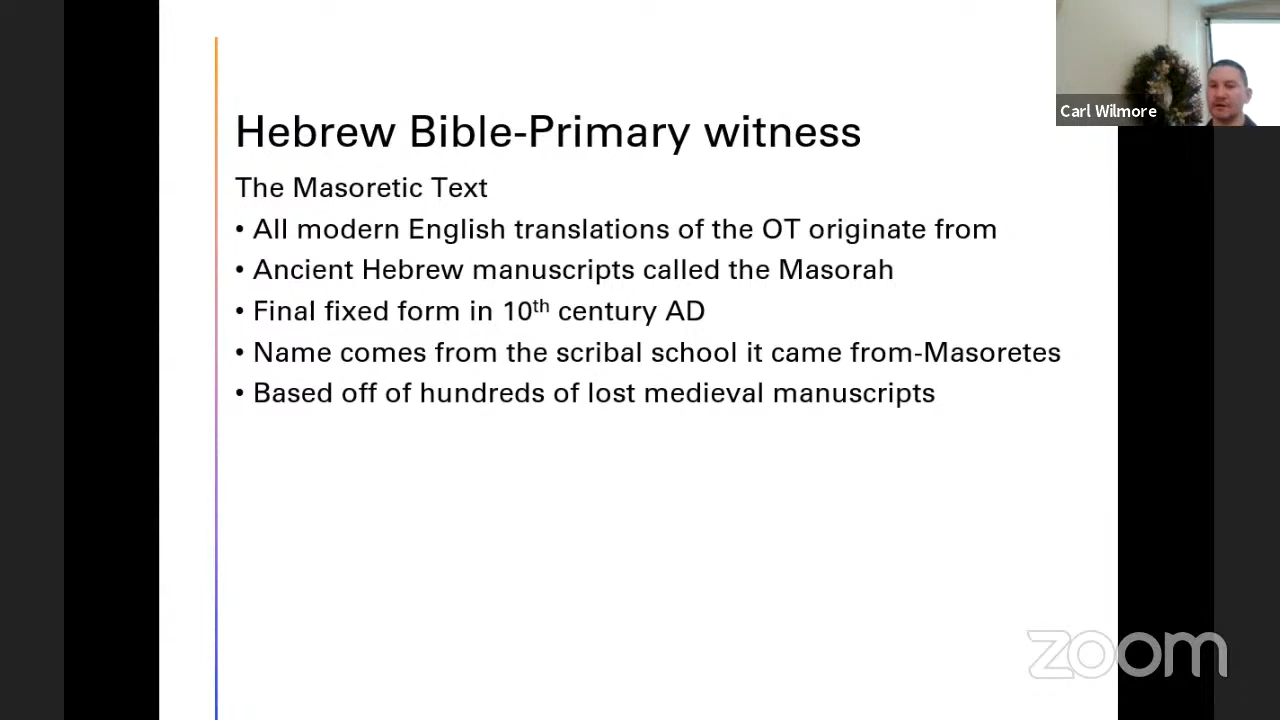 Hebrew Bible-Primary witness
Carl Wilmore
The Masoretic Text
• All modern English translations of the OT originate from
• Ancient Hebrew manuscripts called the Masorah
• Final fixed form in 10th century AD
• Name comes from the scribal school it came from-Masoretes
• Based off of hundreds of lost medieval manuscripts
zoom